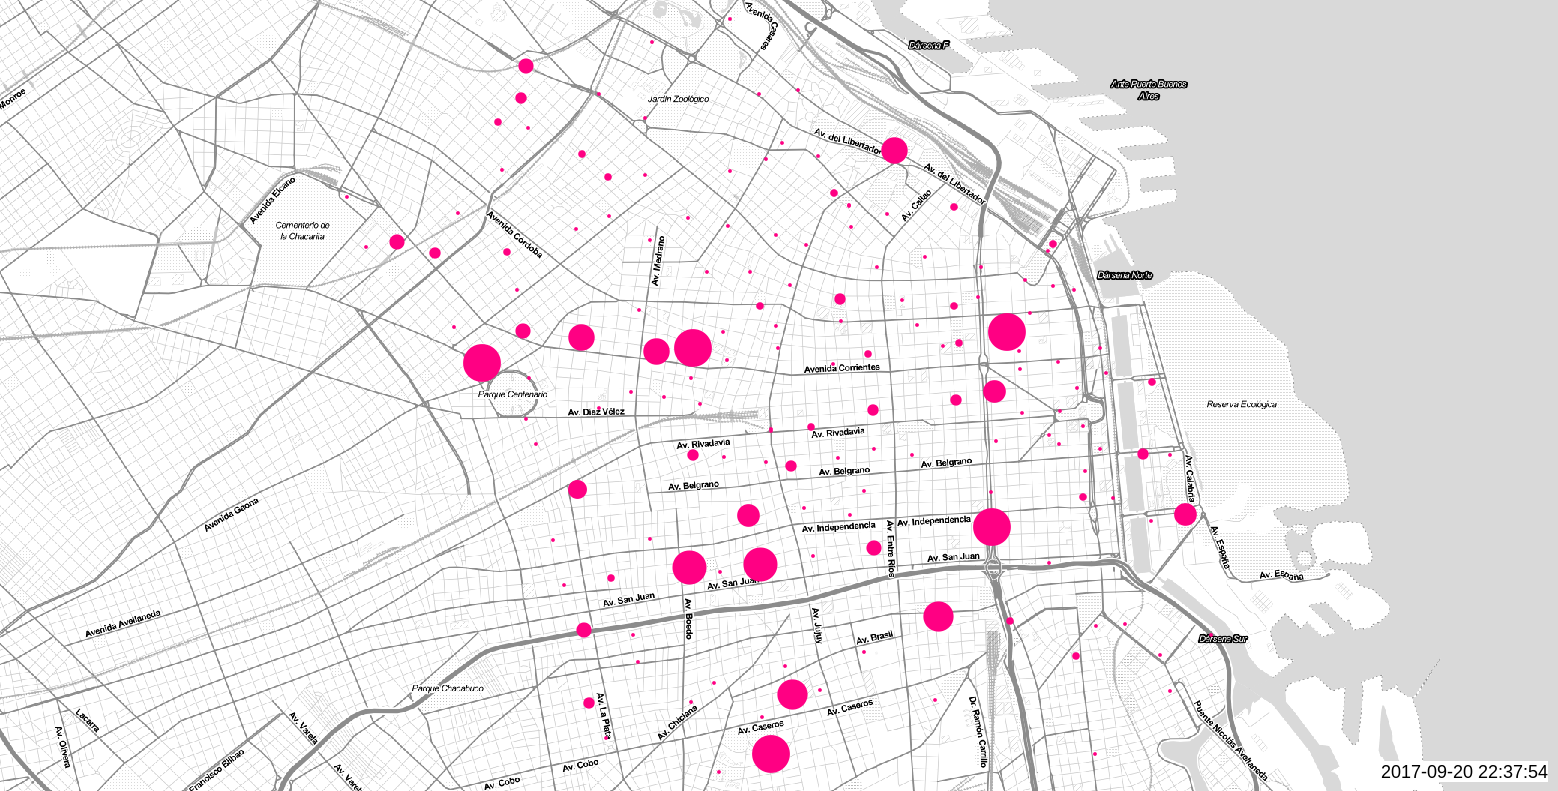 Avenida Casares
Dársena F
Ante Puerto Buenos
Aires
Monroe
Jardín Zoológico
Av. del Libertador
Av. del Libertador
Avenida Elcano
Av. Callao
Cementerio de
la Chacarita
Avenida Córdoba
Av. Medrano
Dársena Norte
Avenida Corrientes
Parque Centenario
Reserva Ecológica
Av. Díaz Vélez
Av. Rivadavia
Av. Rivadavia
Av. Belgrano
Av. Belgrano
Av. Belgrano
Av. Calabria
Avenida Gaona
Av. Independencia
Av. Independencia
Av. Entre Ríos
Av. España
Av. San Juan
Av. España
Av. San Juan
Av. San Juan
Avenida Avellaneda
Av. Boedo
Av. Jujuy
Av. Brasil
Dársena Sur
Parque Chacabuco
Av. La Plata
Av. Chiclana
Av. Caseros
Av. Caseros
Dr. Ramón Carrillo
Puente Nicolás Avellaneda
Lacarra
Av. Olivera
Av. Varela
Francisco Bilbao
Av. Cobo
Av. Cobo
2017-09-20 22:37:54